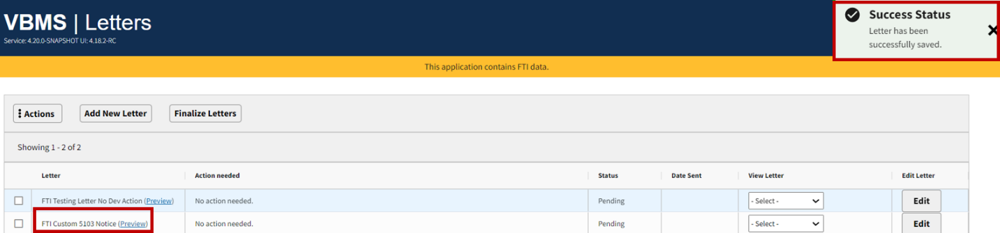 VBMS | Letters
Service: 4.20.0-SNAPSHOT UI: 4.18.2-RC
Success Status
Letter has been
successfully saved.
This application contains FTI data.
Actions Add New Letter Finalize Letters
Showing 1 - 2 of 2
Letter Action needed Status Date Sent View Letter Edit Letter
FTI Testing Letter No Dev Action (Preview) No action needed. Pending - Select - Edit
FTI Custom 5103 Notice (Preview) No action needed. Pending - Select - Edit